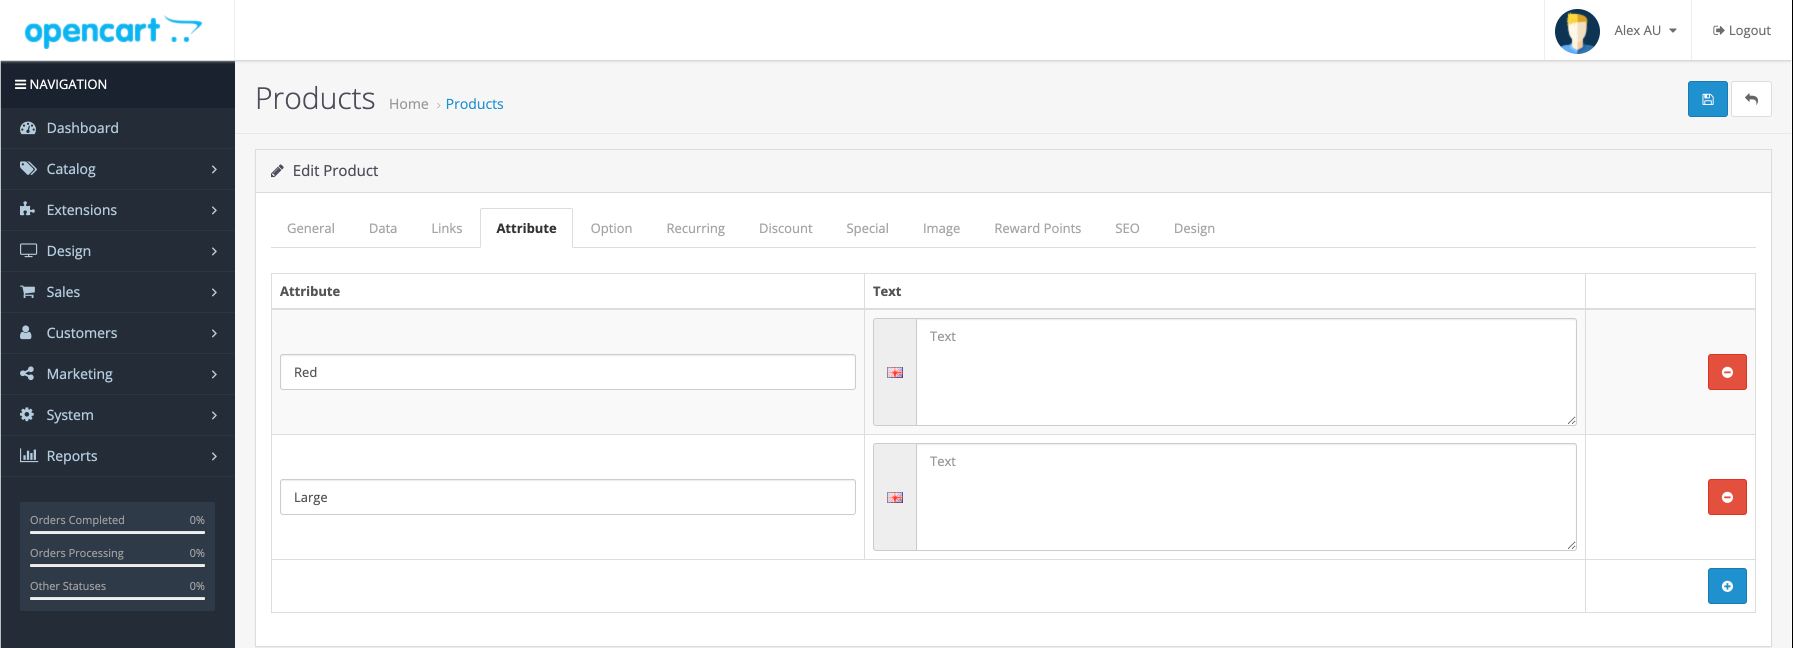 opencart
Alex AU
Logout
NAVIGATION
Products
Home › Products
Dashboard
Catalog
Extensions
Design
Sales
Customers
Marketing
System
Reports
Orders Completed 0%
Orders Processing 0%
Other Statuses 0%
Edit Product
General Data Links Attribute Option Recurring Discount Special Image Reward Points SEO Design
Attribute Text
Red Text
Large Text